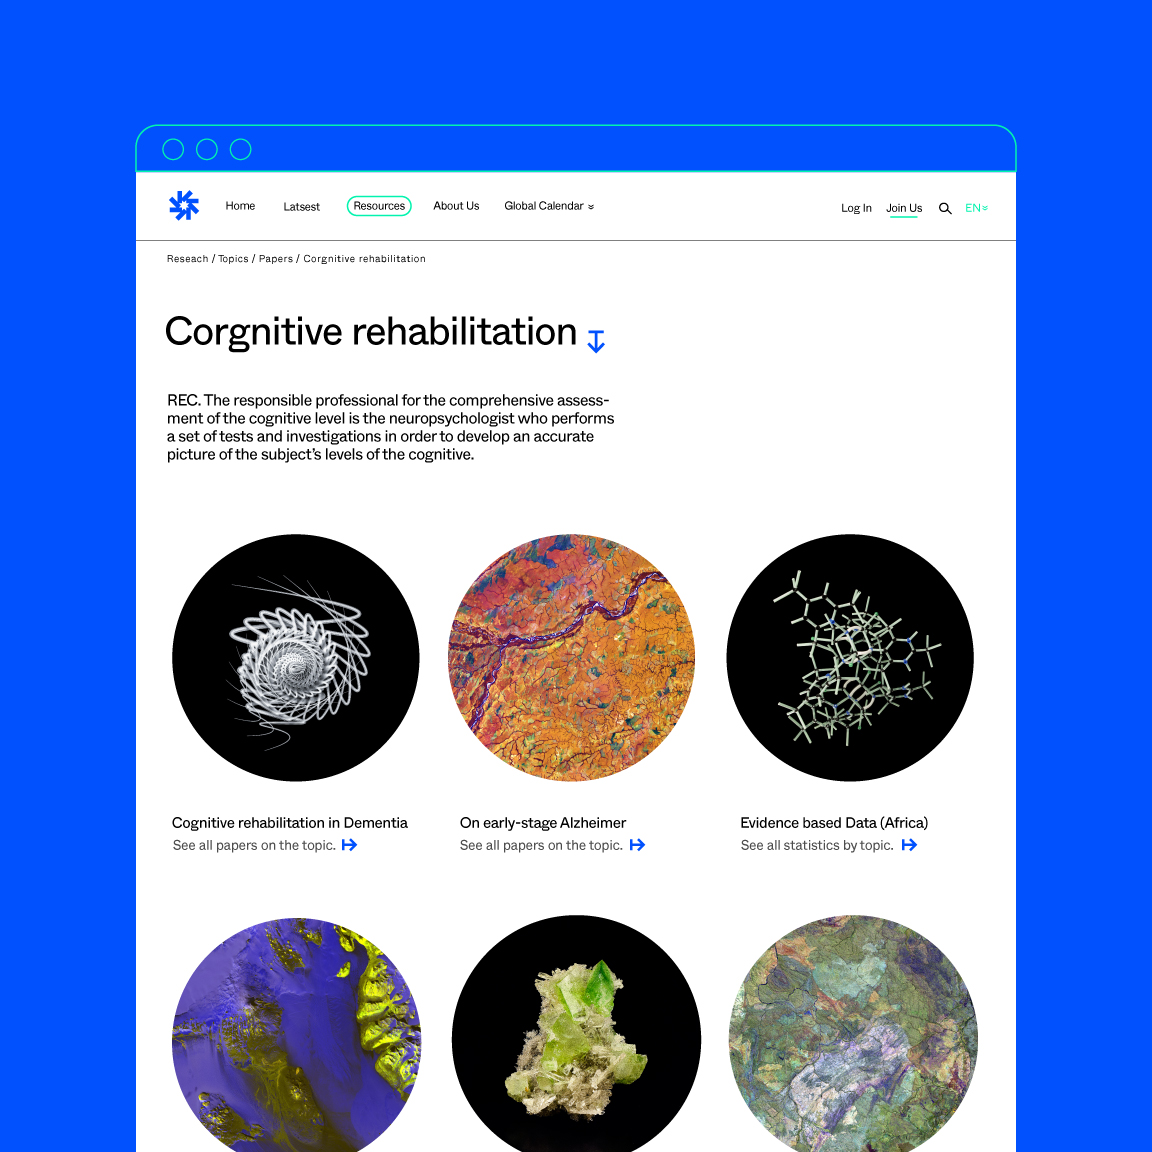 Home Latsest Resources About Us Global Calendar Log In Join Us EN
Reseach / Topics / Papers / Corgnitive rehabilitation
Corgnitive rehabilitation
REC. The responsible professional for the comprehensive assess-
ment of the cognitive level is the neuropsychologist who performs
a set of tests and investigations in order to develop an accurate
picture of the subject’s levels of the cognitive.
Cognitive rehabilitation in Dementia
See all papers on the topic.
On early-stage Alzheimer
See all papers on the topic.
Evidence based Data (Africa)
See all statistics by topic.